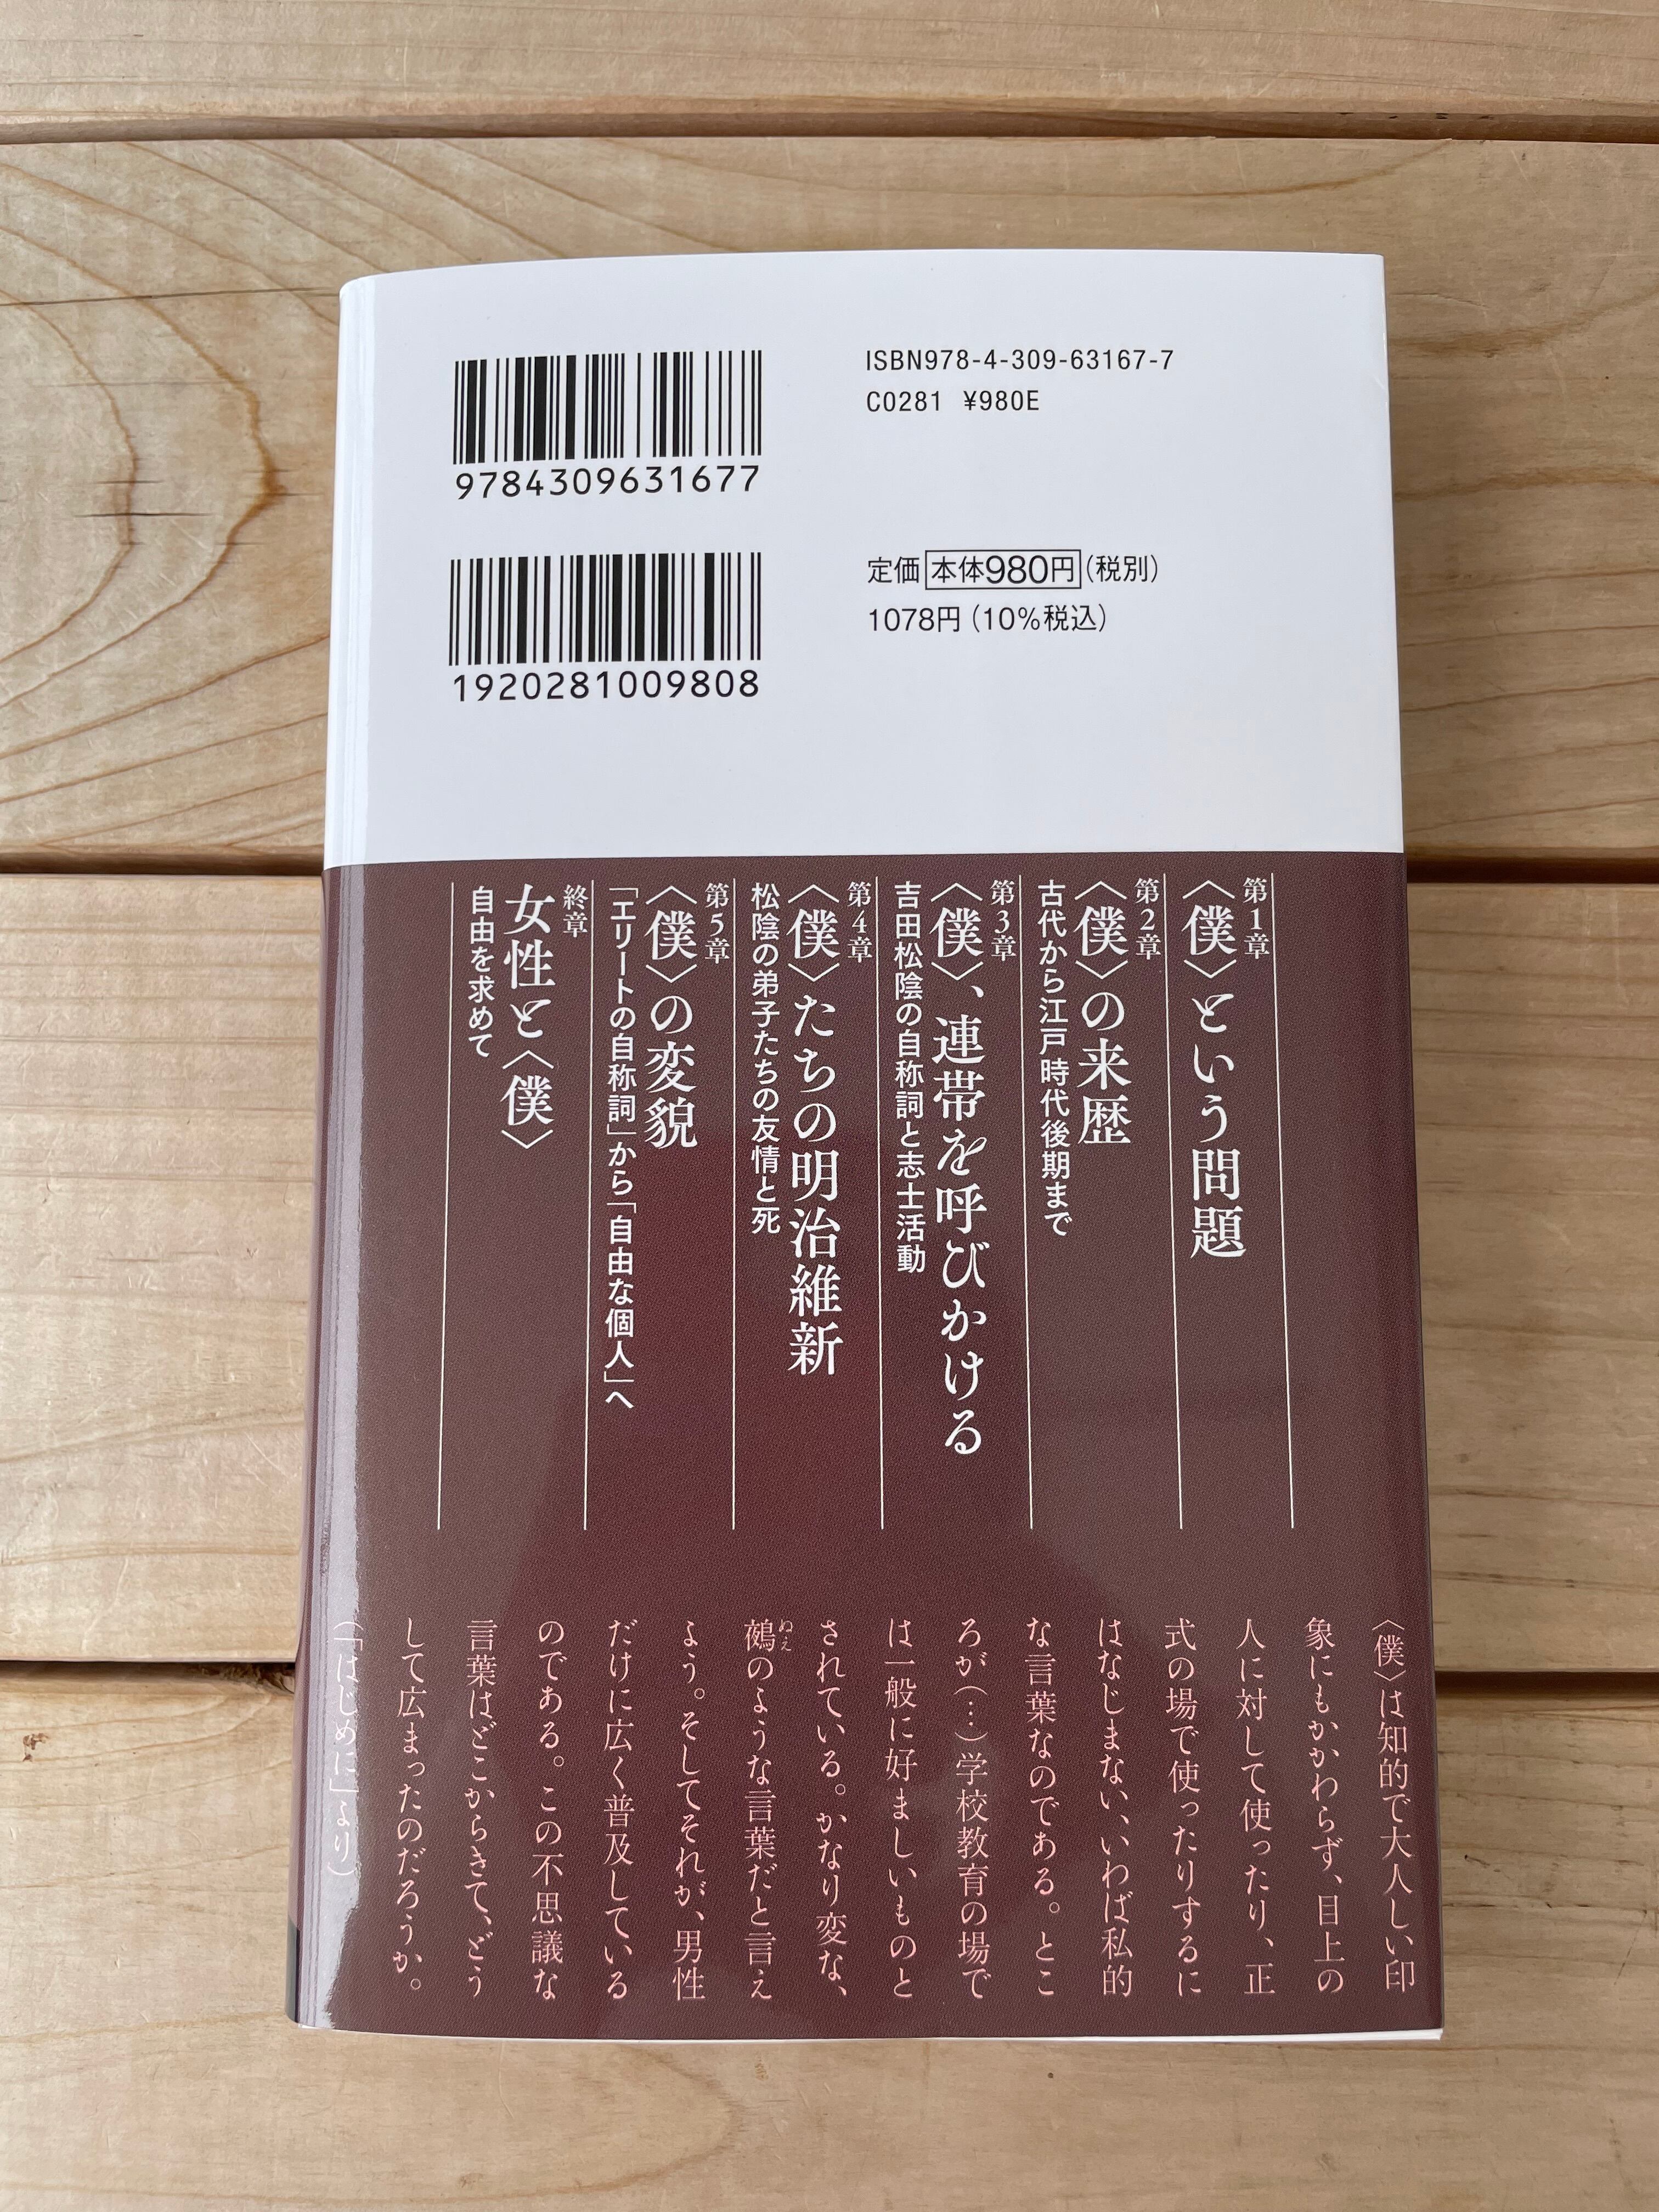 9784309631677
1920281009808
ISBN978-4-309-63167-7
C0281 ¥980E
定価 本体980円(税別)
1078円(10%税込)
第1章
〈僕〉という問題
第2章
〈僕〉の来歴
古代から江戸時代後期まで
第3章
〈僕〉、連帯を呼びかける
吉田松陰の自称詞と志士活動
第4章
〈僕〉たちの明治維新
松陰の弟子たちの友情と死
第5章
〈僕〉の変貌
「エリートの自称詞」から「自由な個人」へ
終章
女性と〈僕〉
自由を求めて
〈僕〉は知的で大人しい印
象にもかかわらず、目上の
人に対して使ったり、正
式の場で使ったりするに
はなじまない、いわば私的
な言葉なのである。とこ
ろが(…)学校教育の場で
は一般に好ましいものと
されている。かなり変な、
鵺のような言葉だと言え
ぬえ
よう。そしてそれが、男性
だけに広く普及している
のである。この不思議な
言葉はどこからきて、どう
して広まったのだろうか。
(「はじめに」より)